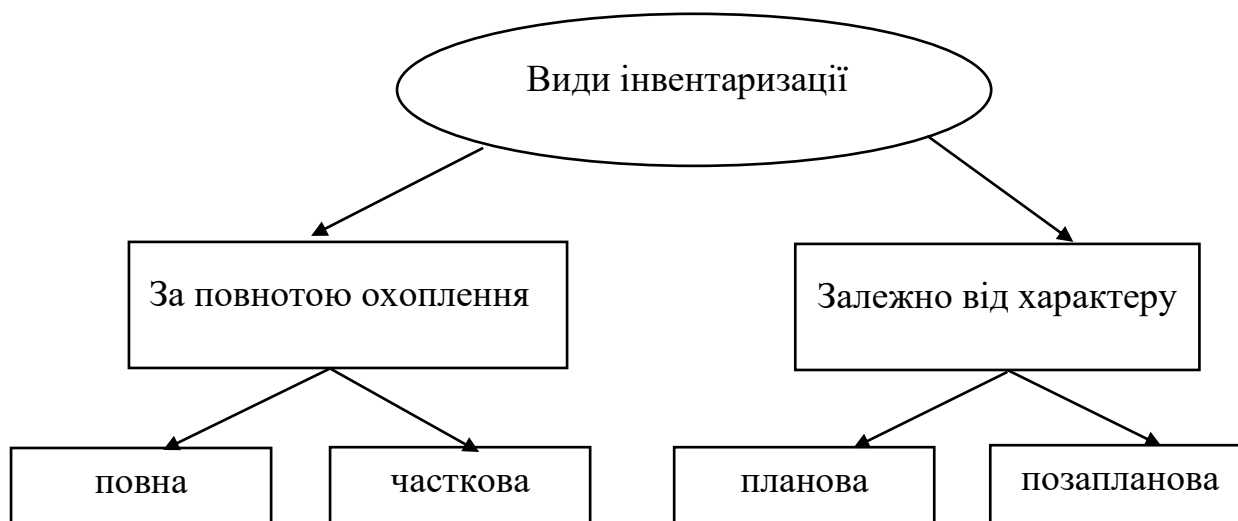 Види інвентаризації
За повнотою охоплення
Залежно від характеру
повна
часткова
планова
позапланова